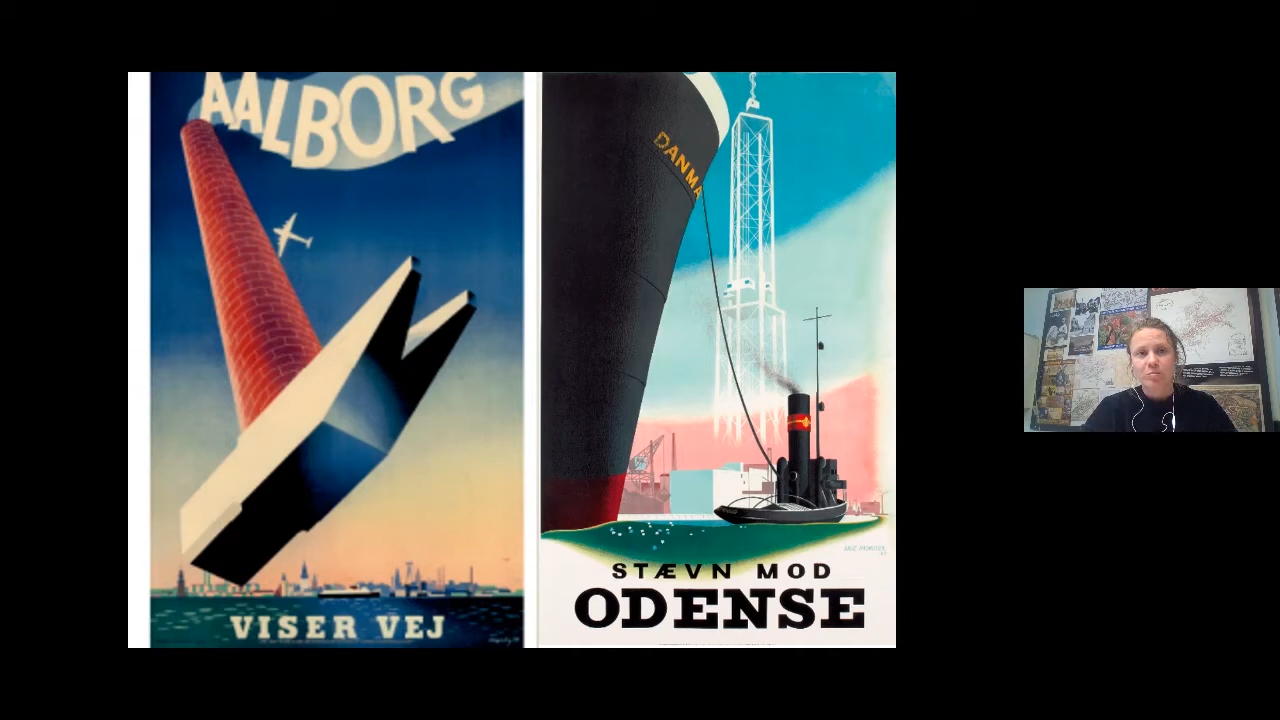 AALBORG
VISER VEJ
DANMA
STÆVN MOD
ODENSE